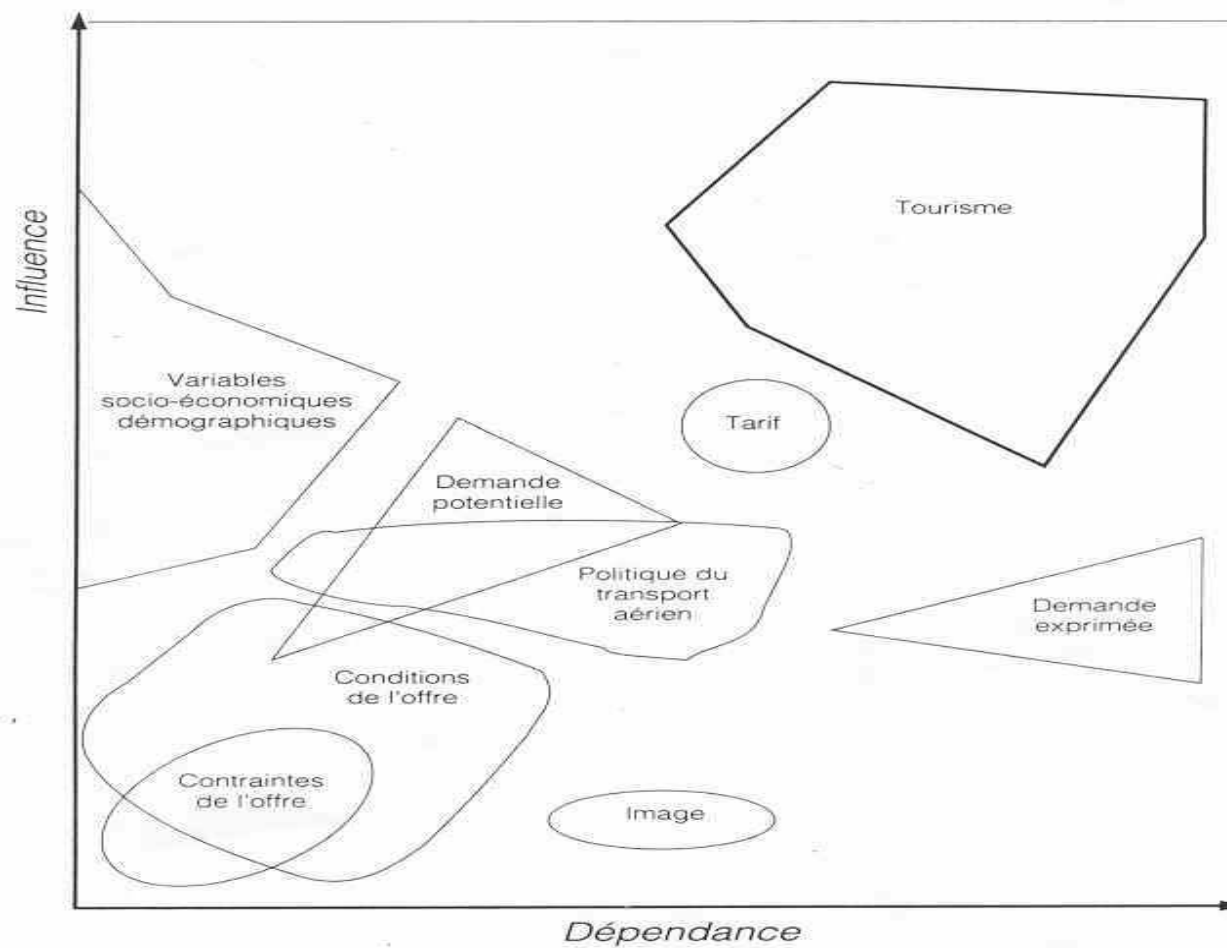 Influence
Tourisme
Variables
socio-économiques
démographiques
Tarif
Demande
potentielle
Politique du
transport
aérien
Demande
exprimée
Conditions
de l'offre
Contraintes
de l'offre
Image
Dépendance